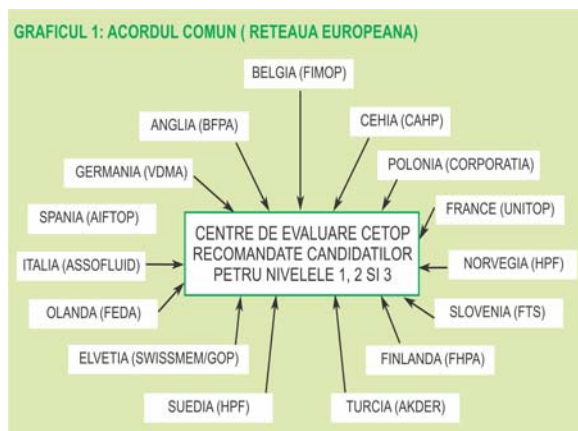 GRAFICUL 1: ACORDUL COMUN ( RETEAUA EUROPEANA)
BELGIA (FIMOP)
ANGLIA (BFPA)
CEHIA (CAHP)
GERMANIA (VDMA)
POLONIA (CORPORATIA)
SPANIA (AIFTOP)
FRANCE (UNITOP)
CENTRE DE EVALUARE CETOP
RECOMANDATE CANDIDATILOR
PETRU NIVELELE 1, 2 SI 3
ITALIA (ASSOFLUID)
NORVEGIA (HPF)
OLANDA (FEDA)
SLOVENIA (FTS)
ELVETIA (SWISSMEM/GOP)
FINLANDA (FHPA)
SUEDIA (HPF)
TURCIA (AKDER)